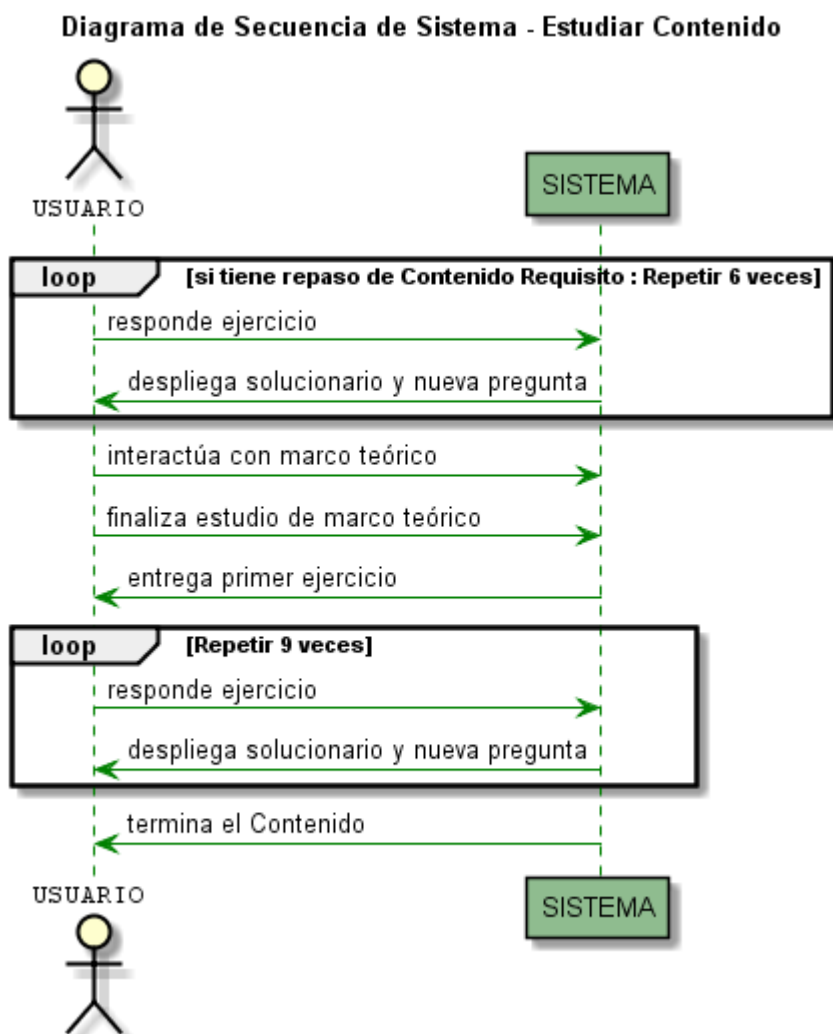 Diagrama de Secuencia de Sistema - Estudiar Contenido
USUARIO
SISTEMA
loop [si tiene repaso de Contenido Requisito : Repetir 6 veces]
responde ejercicio
despliega solucionario y nueva pregunta
interactúa con marco teórico
finaliza estudio de marco teórico
entrega primer ejercicio
loop [Repetir 9 veces]
responde ejercicio
despliega solucionario y nueva pregunta
termina el Contenido
USUARIO
SISTEMA